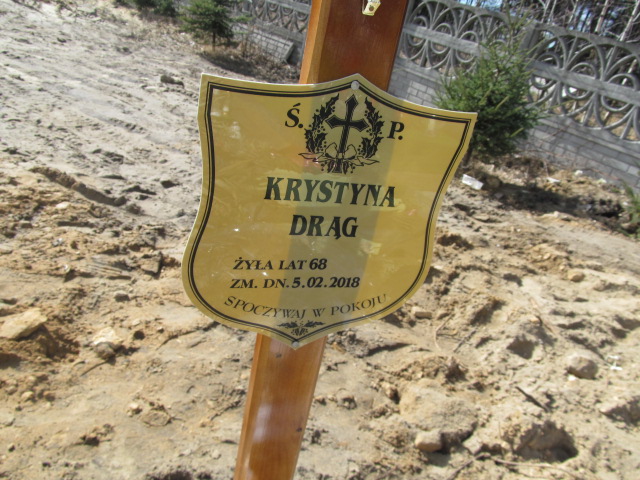 Ś. P.
KRYSTYNA
DRĄG
ŻYŁA LAT 68
ZM. DN. 5.02.2018
SPOCZYWAJ W POKOJU